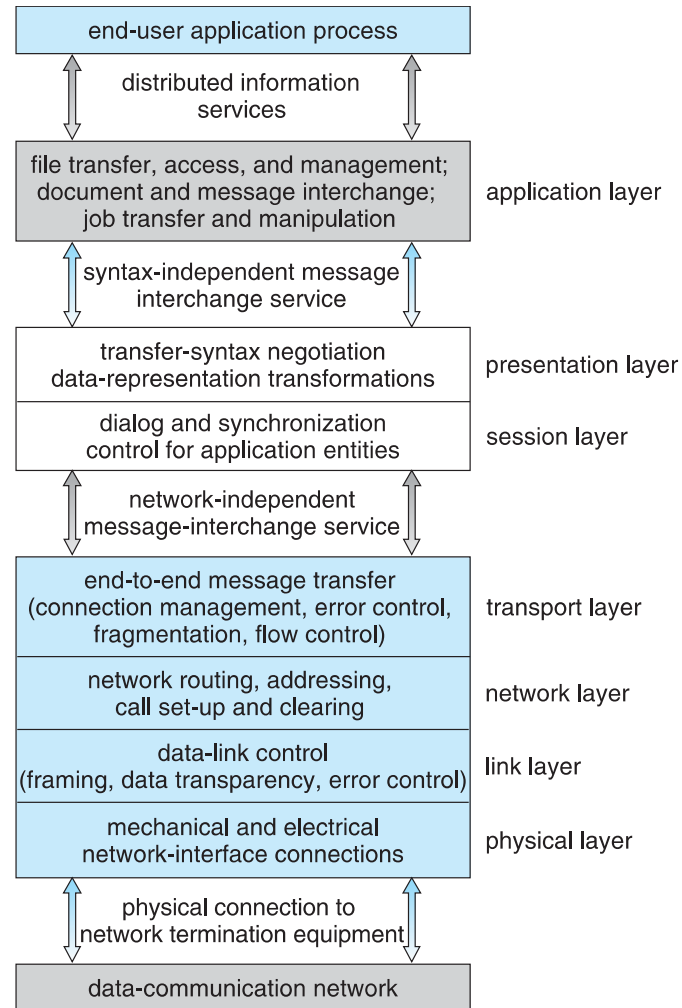 end-user application process
distributed information
services
file transfer, access, and management;
document and message interchange;
job transfer and manipulation
application layer
syntax-independent message
interchange service
transfer-syntax negotiation
data-representation transformations
presentation layer
dialog and synchronization
control for application entities
session layer
network-independent
message-interchange service
end-to-end message transfer
(connection management, error control,
fragmentation, flow control)
transport layer
network routing, addressing,
call set-up and clearing
network layer
data-link control
(framing, data transparency, error control)
link layer
mechanical and electrical
network-interface connections
physical layer
physical connection to
network termination equipment
data-communication network